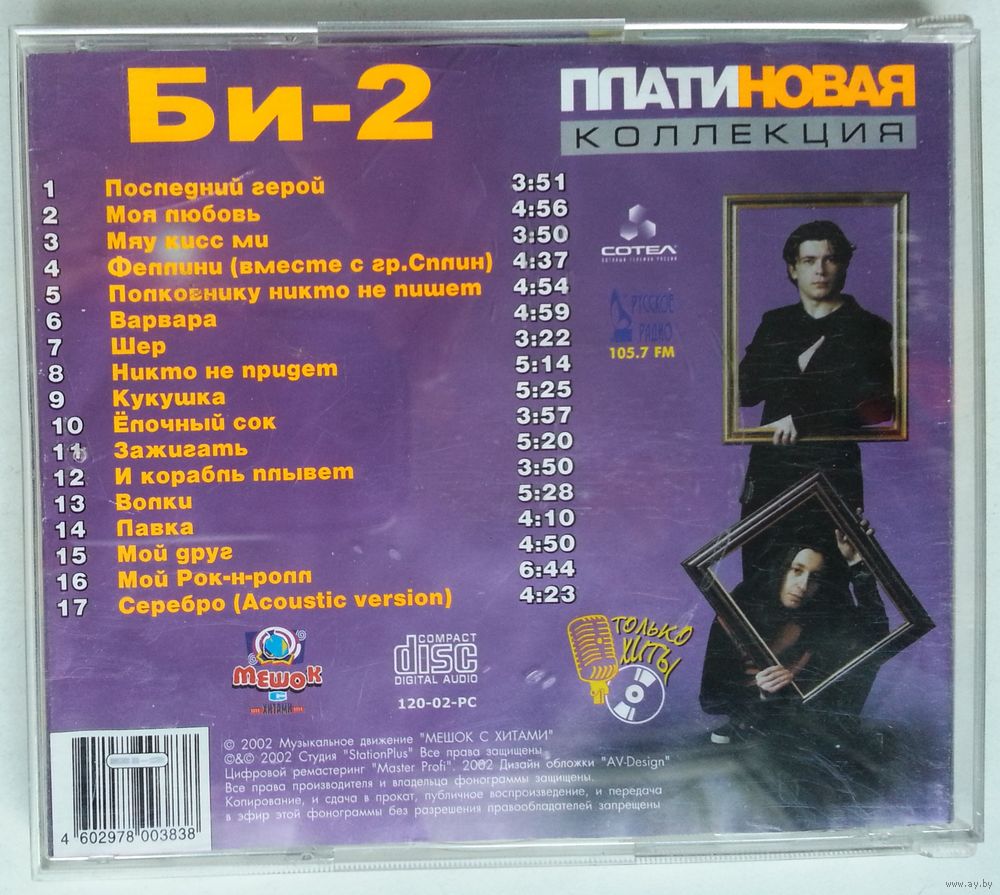 Би-2
ПЛАТИНОВАЯ
КОЛЛЕКЦИЯ
1 Последний герой 3:51
2 Моя любовь 4:56
3 Мяу кисс ми 3:50
4 Феллини (вместе с гр.Сплин) 4:37
5 Полковнику никто не пишет 4:54
6 Варвара 4:59
7 Шер 3:22
8 Никто не придет 5:14
9 Кукушка 5:25
10 Ёлочный сок 3:57
11 Зажигать 5:20
12 И корабль плывет 3:50
13 Волки 5:28
14 Лавка 4:10
15 Мой друг 4:50
16 Мой Рок-н-ролл 6:44
17 Серебро (Acoustic version) 4:23
СОТЕЛ
РУССКОЕ
РАДИО
105.7 FM
МЕШОК
С
ХИТАМИ
COMPACT
disc
DIGITAL AUDIO
120-02-PC
ТОЛЬКО
ХИТЫ
© 2002 Музыкальное движение "МЕШОК С ХИТАМИ"
©&© 2002 Студия "StationPlus" Все права защищены
Цифровой ремастеринг "Master Profi". 2002 Дизайн обложки "AV-Design"
Все права производителя и владельца фонограммы защищены.
Копирование, и сдача в прокат, публичное воспроизведение, и передача
в эфир этой фонограммы без разрешения правообладателей запрещены
4 602978 003838
www.ay.by